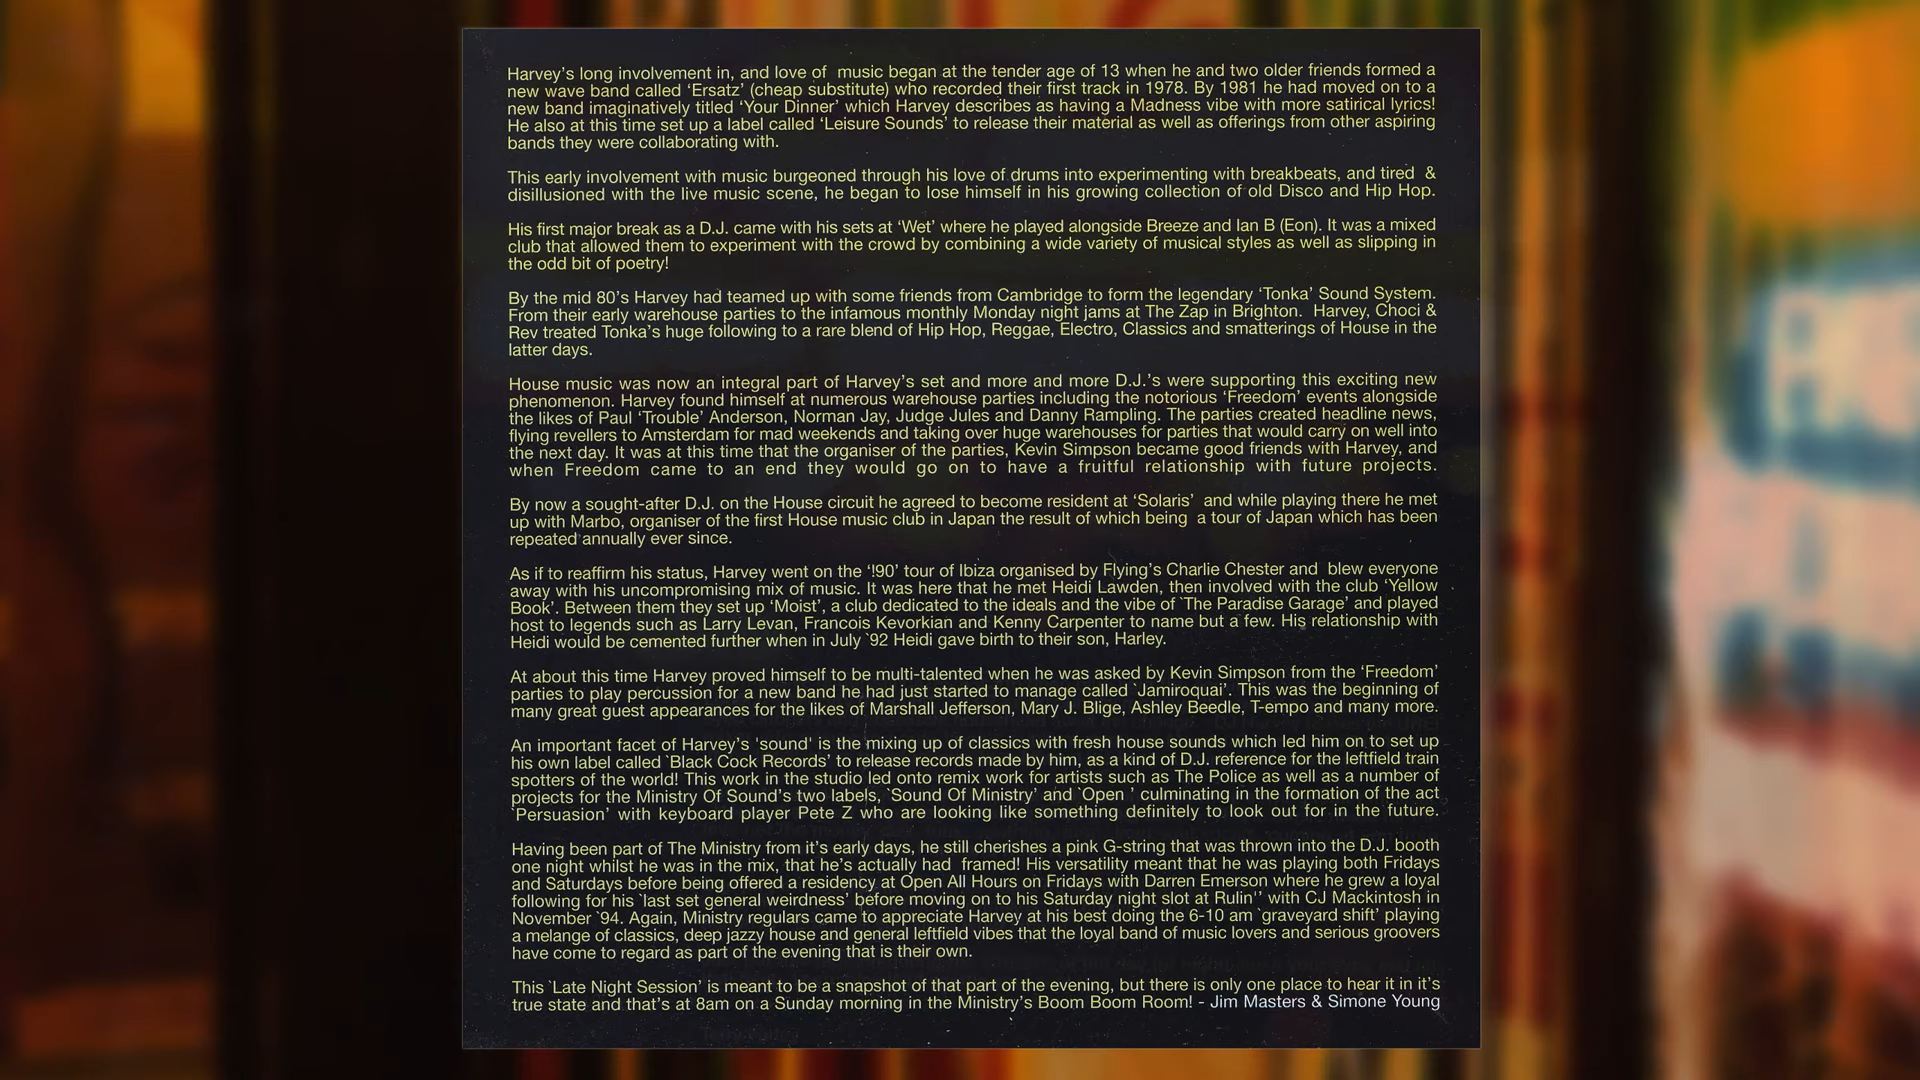 Harvey's long involvement in, and love of  music began at the tender age of 13 when he and two older friends formed a
new wave band called 'Ersatz' (cheap substitute) who recorded their first track in 1978. By 1981 he had moved on to a
new band imaginatively titled 'Your Dinner' which Harvey describes as having a Madness vibe with more satirical lyrics!
He also at this time set up a label called 'Leisure Sounds' to release their material as well as offerings from other aspiring
bands they were collaborating with.
This early involvement with music burgeoned through his love of drums into experimenting with breakbeats, and tired  &
disillusioned with the live music scene, he began to lose himself in his growing collection of old Disco and Hip Hop.
His first major break as a D.J. came with his sets at 'Wet' where he played alongside Breeze and Ian B (Eon). It was a mixed
club that allowed them to experiment with the crowd by combining a wide variety of musical styles as well as slipping in
the odd bit of poetry!
By the mid 80's Harvey had teamed up with some friends from Cambridge to form the legendary 'Tonka' Sound System.
From their early warehouse parties to the infamous monthly Monday night jams at The Zap in Brighton.  Harvey, Choci &
Rev treated Tonka's huge following to a rare blend of Hip Hop, Reggae, Electro, Classics and smatterings of House in the
latter days.
House music was now an integral part of Harvey's set and more and more D.J.'s were supporting this exciting new
phenomenon. Harvey found himself at numerous warehouse parties including the notorious 'Freedom' events alongside
the likes of Paul 'Trouble' Anderson, Norman Jay, Judge Jules and Danny Rampling. The parties created headline news,
flying revellers to Amsterdam for mad weekends and taking over huge warehouses for parties that would carry on well into
the next day. It was at this time that the organiser of the parties, Kevin Simpson became good friends with Harvey, and
when Freedom came to an end they would go on to have a fruitful relationship with future projects.
By now a sought-after D.J. on the House circuit he agreed to become resident at 'Solaris'  and while playing there he met
up with Marbo, organiser of the first House music club in Japan the result of which being  a tour of Japan which has been
repeated annually ever since.
As if to reaffirm his status, Harvey went on the '!90' tour of Ibiza organised by Flying's Charlie Chester and  blew everyone
away with his uncompromising mix of music. It was here that he met Heidi Lawden, then involved with the club 'Yellow
Book'. Between them they set up 'Moist', a club dedicated to the ideals and the vibe of `The Paradise Garage' and played
host to legends such as Larry Levan, Francois Kevorkian and Kenny Carpenter to name but a few. His relationship with
Heidi would be cemented further when in July `92 Heidi gave birth to their son, Harley.
At about this time Harvey proved himself to be multi-talented when he was asked by Kevin Simpson from the 'Freedom'
parties to play percussion for a new band he had just started to manage called `Jamiroquai'. This was the beginning of
many great guest appearances for the likes of Marshall Jefferson, Mary J. Blige, Ashley Beedle, T-empo and many more.
An important facet of Harvey's 'sound' is the mixing up of classics with fresh house sounds which led him on to set up
his own label called `Black Cock Records' to release records made by him, as a kind of D.J. reference for the leftfield train
spotters of the world! This work in the studio led onto remix work for artists such as The Police as well as a number of
projects for the Ministry Of Sound's two labels, `Sound Of Ministry' and `Open ' culminating in the formation of the act
`Persuasion' with keyboard player Pete Z who are looking like something definitely to look out for in the future.
Having been part of The Ministry from it's early days, he still cherishes a pink G-string that was thrown into the D.J. booth
one night whilst he was in the mix, that he's actually had  framed! His versatility meant that he was playing both Fridays
and Saturdays before being offered a residency at Open All Hours on Fridays with Darren Emerson where he grew a loyal
following for his `last set general weirdness' before moving on to his Saturday night slot at Rulin'' with CJ Mackintosh in
November `94. Again, Ministry regulars came to appreciate Harvey at his best doing the 6-10 am `graveyard shift' playing
a melange of classics, deep jazzy house and general leftfield vibes that the loyal band of music lovers and serious groovers
have come to regard as part of the evening that is their own.
This `Late Night Session' is meant to be a snapshot of that part of the evening, but there is only one place to hear it in it's
true state and that's at 8am on a Sunday morning in the Ministry's Boom Boom Room! - Jim Masters & Simone Young